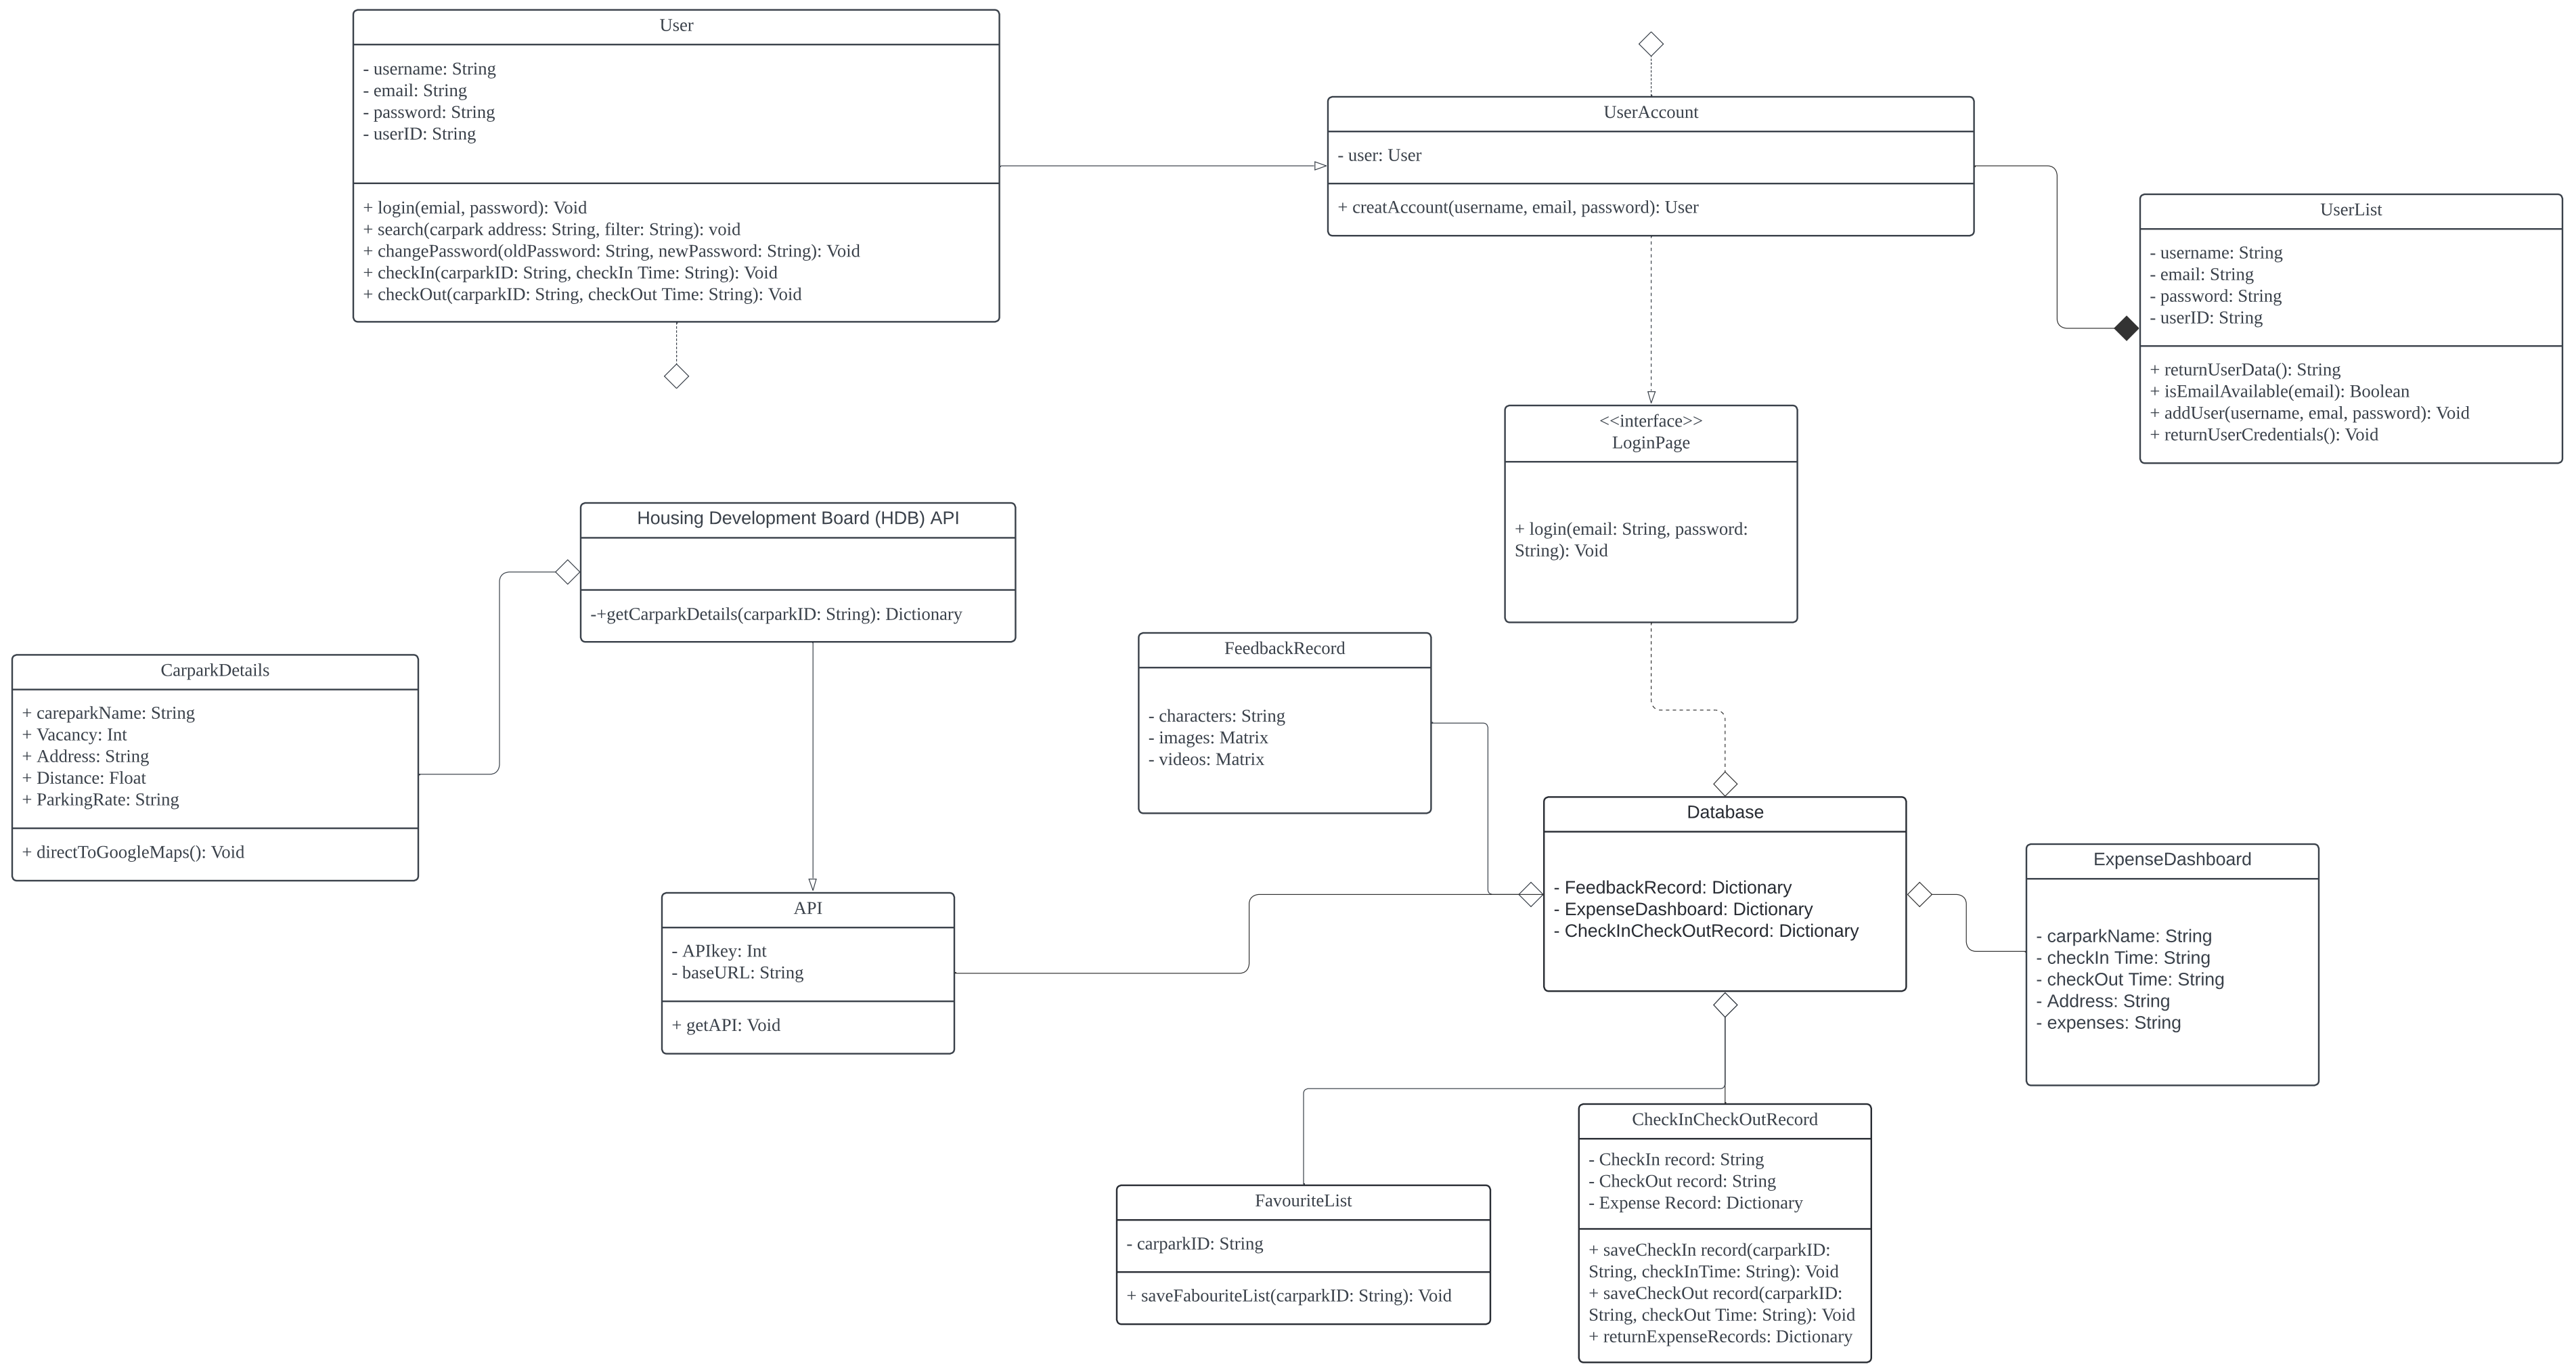 User
- username: String
- email: String
- password: String
- userID: String
+ login(emial, password): Void
+ search(carpark address: String, filter: String): void
+ changePassword(oldPassword: String, newPassword: String): Void
+ checkIn(carparkID: String, checkIn Time: String): Void
+ checkOut(carparkID: String, checkOut Time: String): Void
UserAccount
- user: User
+ creatAccount(username, email, password): User
UserList
- username: String
- email: String
- password: String
- userID: String
+ returnUserData(): String
+ isEmailAvailable(email): Boolean
+ addUser(username, emal, password): Void
+ returnUserCredentials(): Void
<<interface>>
LoginPage
+ login(email: String, password:
String): Void
Housing Development Board (HDB) API
-+getCarparkDetails(carparkID: String): Dictionary
CarparkDetails
+ careparkName: String
+ Vacancy: Int
+ Address: String
+ Distance: Float
+ ParkingRate: String
+ directToGoogleMaps(): Void
FeedbackRecord
- characters: String
- images: Matrix
- videos: Matrix
Database
- FeedbackRecord: Dictionary
- ExpenseDashboard: Dictionary
- CheckInCheckOutRecord: Dictionary
ExpenseDashboard
- carparkName: String
- checkIn Time: String
- checkOut Time: String
- Address: String
- expenses: String
API
- APIkey: Int
- baseURL: String
+ getAPI: Void
FavouriteList
- carparkID: String
+ saveFabouriteList(carparkID: String): Void
CheckInCheckOutRecord
- CheckIn record: String
- CheckOut record: String
- Expense Record: Dictionary
+ saveCheckIn record(carparkID:
String, checkInTime: String): Void
+ saveCheckOut record(carparkID:
String, checkOut Time: String): Void
+ returnExpenseRecords: Dictionary